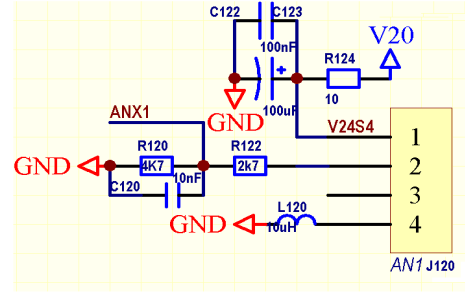 C122 C123
100nF
R124
V20
10
100uF
GND
ANX1
V24S4
1
R120
R122
GND
4K7
10nF
2k7
2
C120
3
L120
GND
10uH
4
AN1 J120